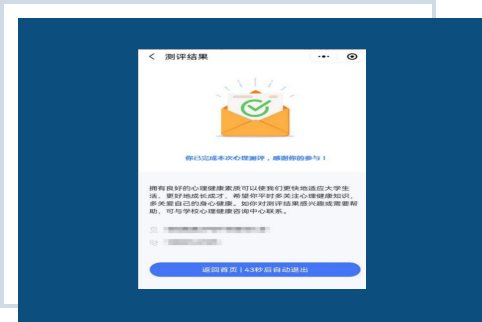 测评结果
你已完成本次心理测评，感谢你的参与！
拥有良好的心理健康素质可以使我们更快地适应大学生
活、更好地成长成才，希望你平时多关注心理健康知识，
多关爱自己的身心健康。如你对测评结果感兴趣或需要帮
助，可与学校心理健康咨询中心联系。
返回首页 | 43秒后自动退出